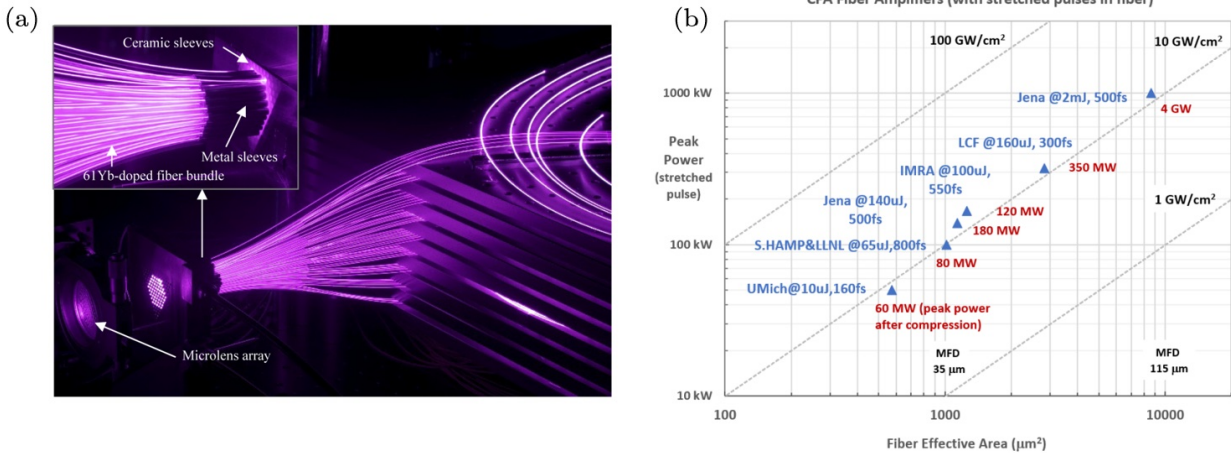 (a)
Ceramic sleeves
Metal sleeves
61Yb-doped fiber bundle
Microlens array
(b)
CPA Fiber Amplifiers (with stretched pulses in fiber)
100 GW/cm²
10 GW/cm²
1000 kW
Jena @2mJ, 500fs
4 GW
Peak
Power
(stretched
pulse)
LCF @160uJ, 300fs
350 MW
IMRA @100uJ,
550fs
1 GW/cm²
Jena @140uJ,
500fs
120 MW
180 MW
100 kW
S.HAMP&LLNL @65uJ,800fs
80 MW
UMich@10uJ,160fs
60 MW (peak power
after compression)
MFD
35 μm
MFD
115 μm
10 kW
100
1000
10000
Fiber Effective Area (μm²)